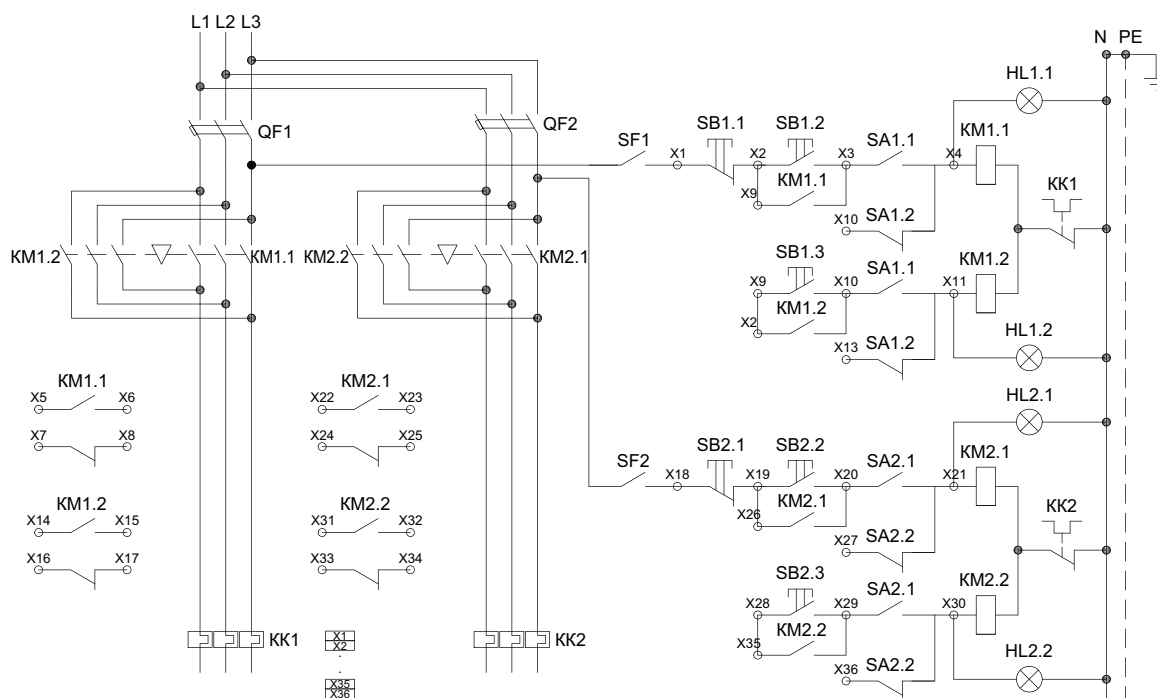 L1 L2 L3
N PE
HL1.1
QF1
QF2
SF1
SB1.1
SB1.2
SA1.1
KM1.1
X1
X2
X3
X4
KM1.1
X9
KK1
X10
SA1.2
KM1.2
KM1.1
KM2.2
KM2.1
SB1.3
SA1.1
KM1.2
X9
X10
X11
KM1.2
X2
HL1.2
X13
SA1.2
KM1.1
X5
X6
X7
X8
KM2.1
X22
X23
X24
X25
HL2.1
SF2
SB2.1
SB2.2
SA2.1
KM2.1
X18
X19
X20
X21
KM2.1
X26
KK2
X27
SA2.2
KM1.2
X14
X15
X16
X17
KM2.2
X31
X32
X33
X34
SB2.3
SA2.1
KM2.2
X28
X29
X30
KM2.2
X35
HL2.2
X36
SA2.2
KK1
KK2
X1
X2
.
.
X35
X36